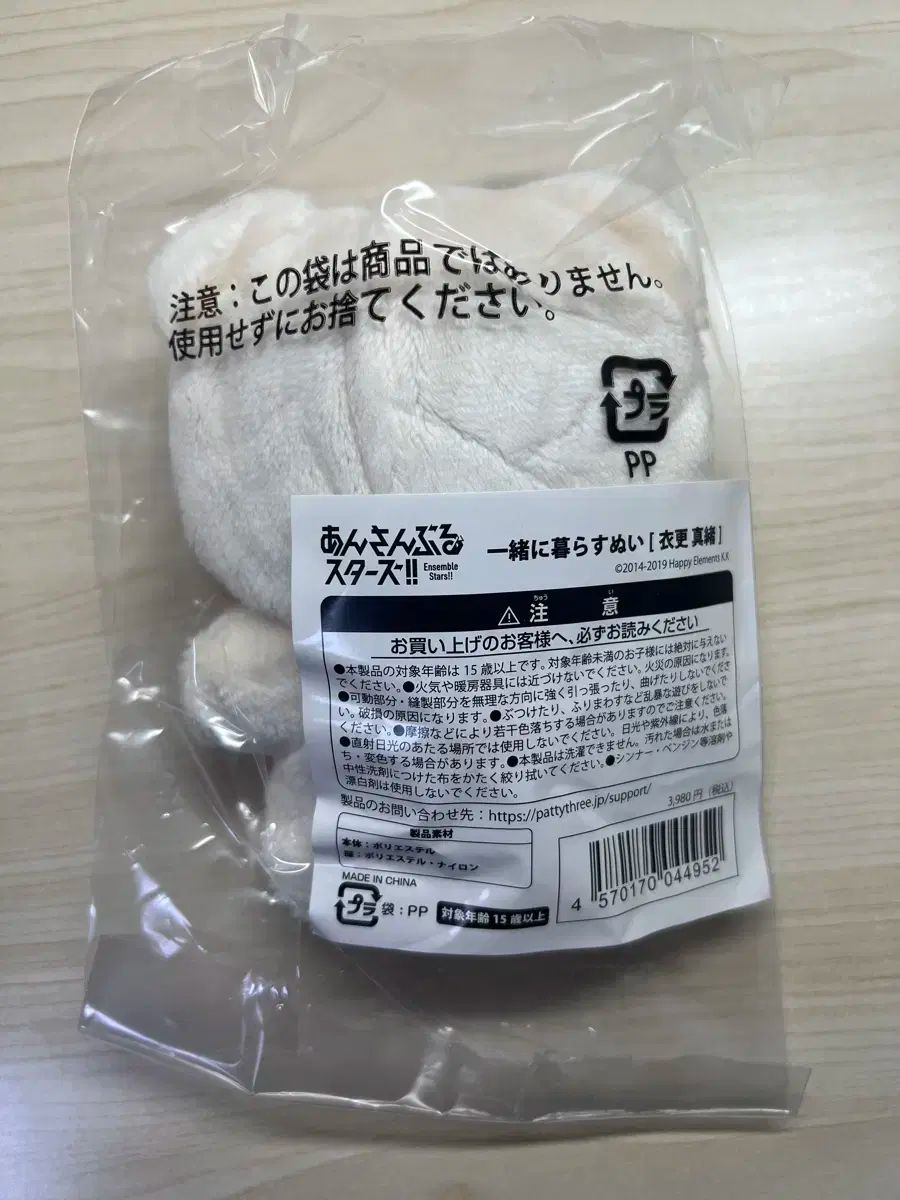 注意：この袋は商品ではありません。
使用せずにお捨てください。
プラ
PP
あんさんぶる
スターズ!!
Ensemble
Stars!!
一緒に暮らすぬい [ 衣更 真緒 ]
©2014-2019 Happy Elements K.K
ちゅう い
⚠注 意
お買い上げのお客様へ、必ずお読みください
●本製品の対象年齢は 15 歳以上です。対象年齢未満のお子様には絶対に与えない
でください。●火気や暖房器具には近づけないでください。火災の原因になります。
●可動部分・縫製部分を無理な方向に強く引っ張ったり、曲げたりしないでくださ
い。破損の原因になります。●ぶつけたり、ふりまわすなど乱暴な遊びをしないで
ください。●摩擦などにより若干色落ちする場合がありますのでご注意ください。
●直射日光のあたる場所では使用しないでください。日光や紫外線により、色落
ち・変色する場合があります。●本製品は洗濯できません。汚れた場合は水または
中性洗剤につけた布をかたく絞り拭いてください。●シンナー・ベンジン等溶剤や
漂白剤は使用しないでください。
製品のお問い合わせ先：https://pattythree.jp/support/
3,980 円（税込）
製品素材
本体：ポリエステル
ポリエステル・ナイロン
MADE IN CHINA
プラ
袋：PP
対象年齢 15 歳以上
4 570170 044952